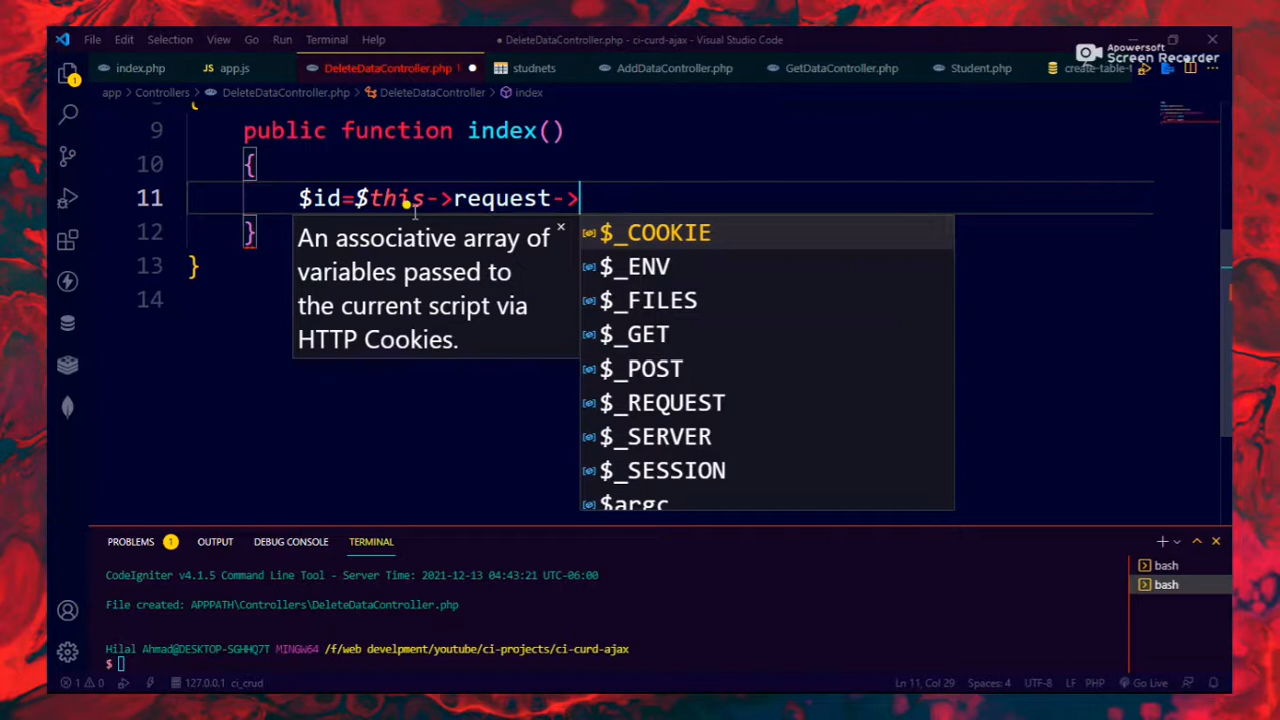 File Edit Selection View Go Run Terminal Help
● DeleteDataController.php - ci-curd-ajax - Visual Studio Code
Apowersoft
Screen Recorder
1
index.php
app.js
DeleteDataController.php 1 ●
studnets
AddDataController.php
GetDataController.php
Student.php
create-table-t
app > Controllers > DeleteDataController.php > DeleteDataController > index
{
9 public function index()
10 {
11 $id=$this->request->
12 }
13 }
14
An associative array of
variables passed to
the current script via
HTTP Cookies.
$_COOKIE
$_ENV
$_FILES
$_GET
$_POST
$_REQUEST
$_SERVER
$_SESSION
$argc
PROBLEMS 1 OUTPUT DEBUG CONSOLE TERMINAL
CodeIgniter v4.1.5 Command Line Tool - Server Time: 2021-12-13 04:43:21 UTC-06:00
File created: APPPATH\Controllers\DeleteDataController.php
Hilal Ahmad@DESKTOP-SGHHQ7T MINGW64 /f/web develpment/youtube/ci-projects/ci-curd-ajax
$
bash
bash
1 0 127.0.0.1 ci_crud Ln 11, Col 29 Spaces: 4 UTF-8 LF PHP Go Live